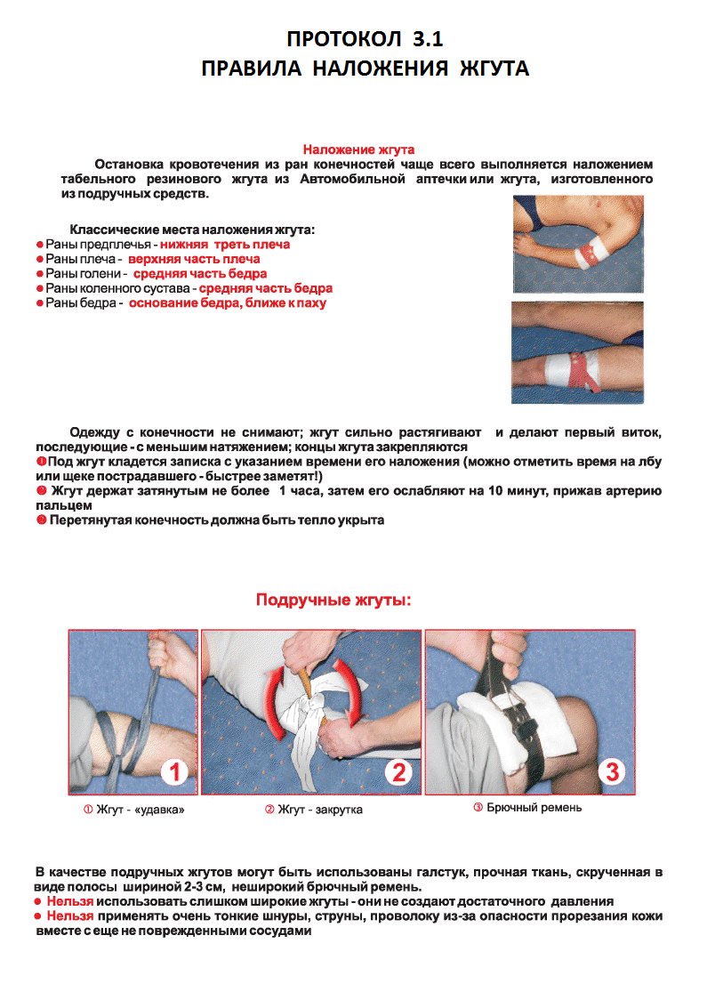 ПРОТОКОЛ 3.1
ПРАВИЛА НАЛОЖЕНИЯ ЖГУТА
Наложение жгута
Остановка кровотечения из ран конечностей чаще всего выполняется наложением
табельного резинового жгута из Автомобильной аптечки или жгута, изготовленного
из подручных средств.
Классические места наложения жгута:
● Раны предплечья - нижняя треть плеча
● Раны плеча - верхняя часть плеча
● Раны голени - средняя часть бедра
● Раны коленного сустава - средняя часть бедра
● Раны бедра - основание бедра, ближе к паху
Одежду с конечности не снимают; жгут сильно растягивают и делают первый виток,
последующие - с меньшим натяжением; концы жгута закрепляются
❶Под жгут кладется записка с указанием времени его наложения (можно отметить время на лбу
или щеке пострадавшего - быстрее заметят!)
❷ Жгут держат затянутым не более 1 часа, затем его ослабляют на 10 минут, прижав артерию
пальцем
❸ Перетянутая конечность должна быть тепло укрыта
Подручные жгуты:
1 2 3
① Жгут - «удавка» ② Жгут - закрутка ③ Брючный ремень
В качестве подручных жгутов могут быть использованы галстук, прочная ткань, скрученная в
виде полосы шириной 2-3 см, неширокий брючный ремень.
● Нельзя использовать слишком широкие жгуты - они не создают достаточного давления
● Нельзя применять очень тонкие шнуры, струны, проволоку из-за опасности прорезания кожи
вместе с еще не поврежденными сосудами